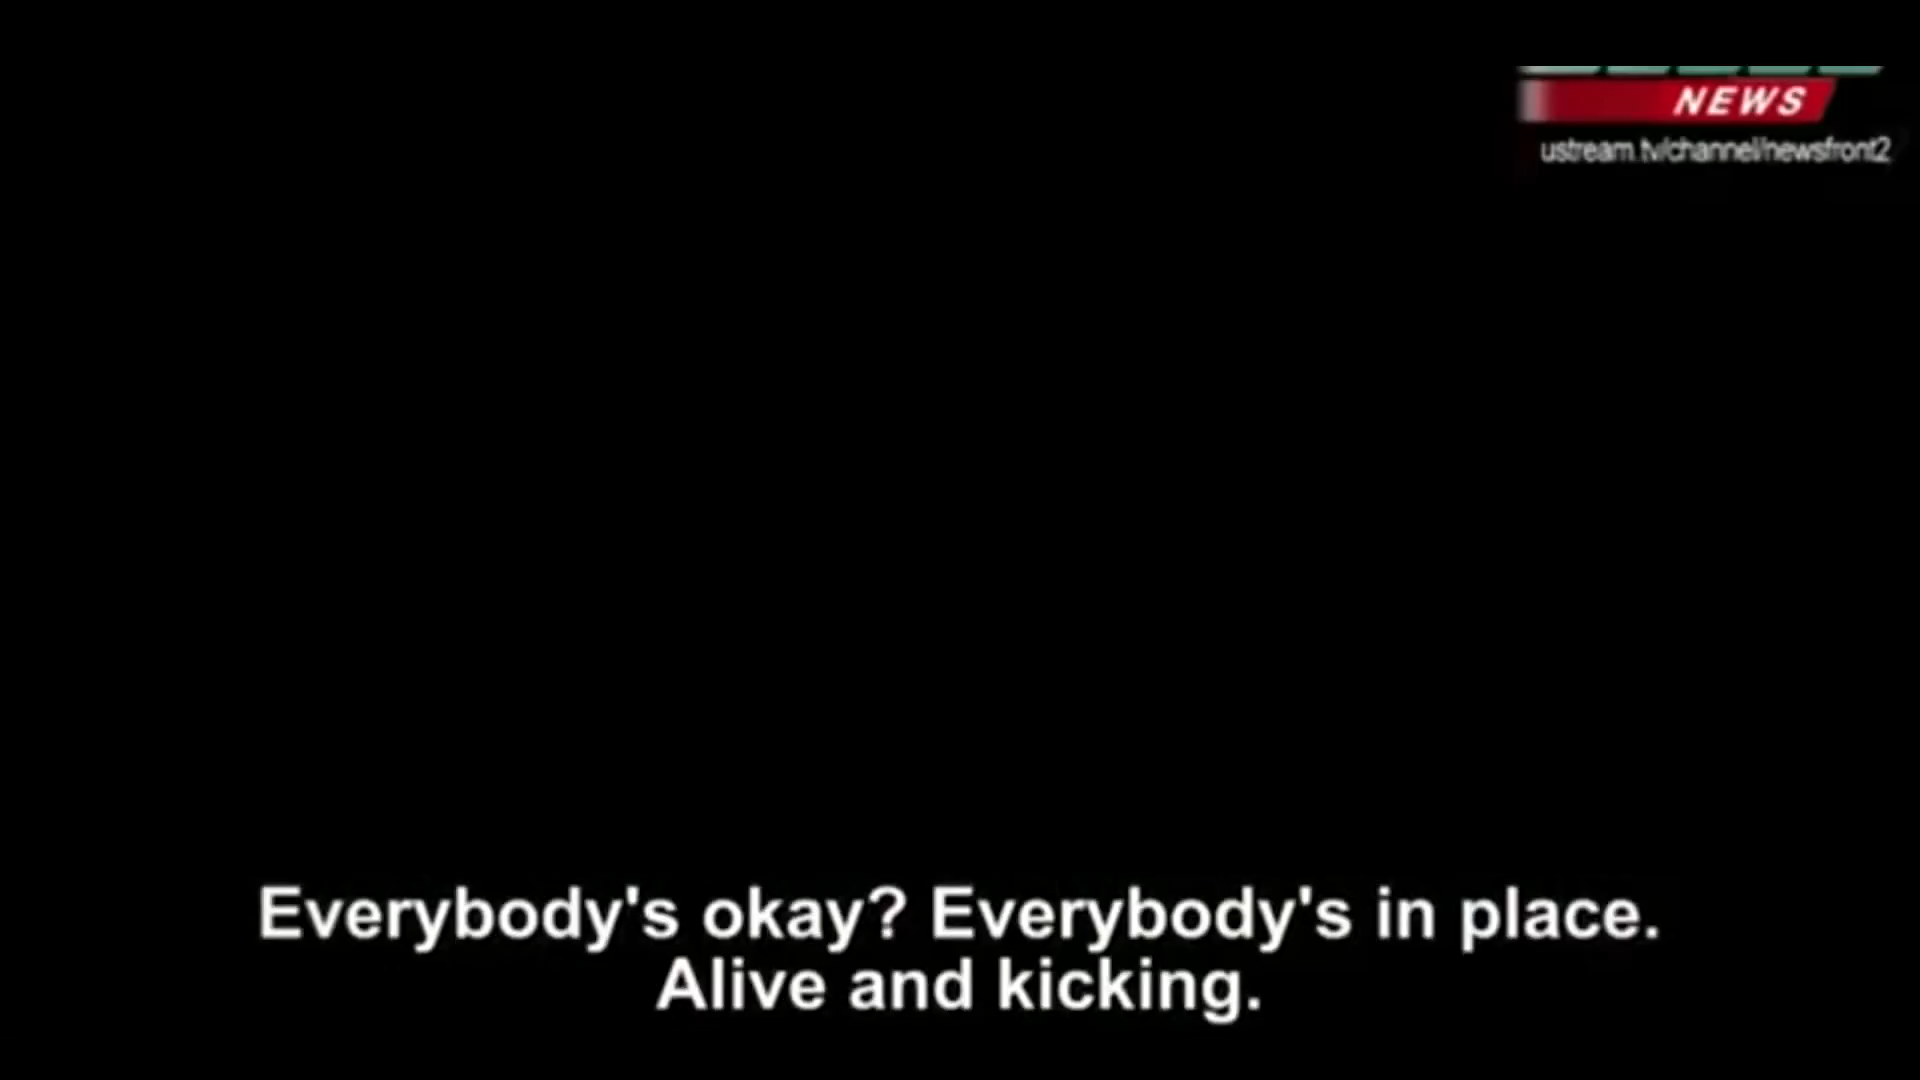 NEWS
ustream.tv/channel/newsfront2
Everybody's okay? Everybody's in place.
Alive and kicking.